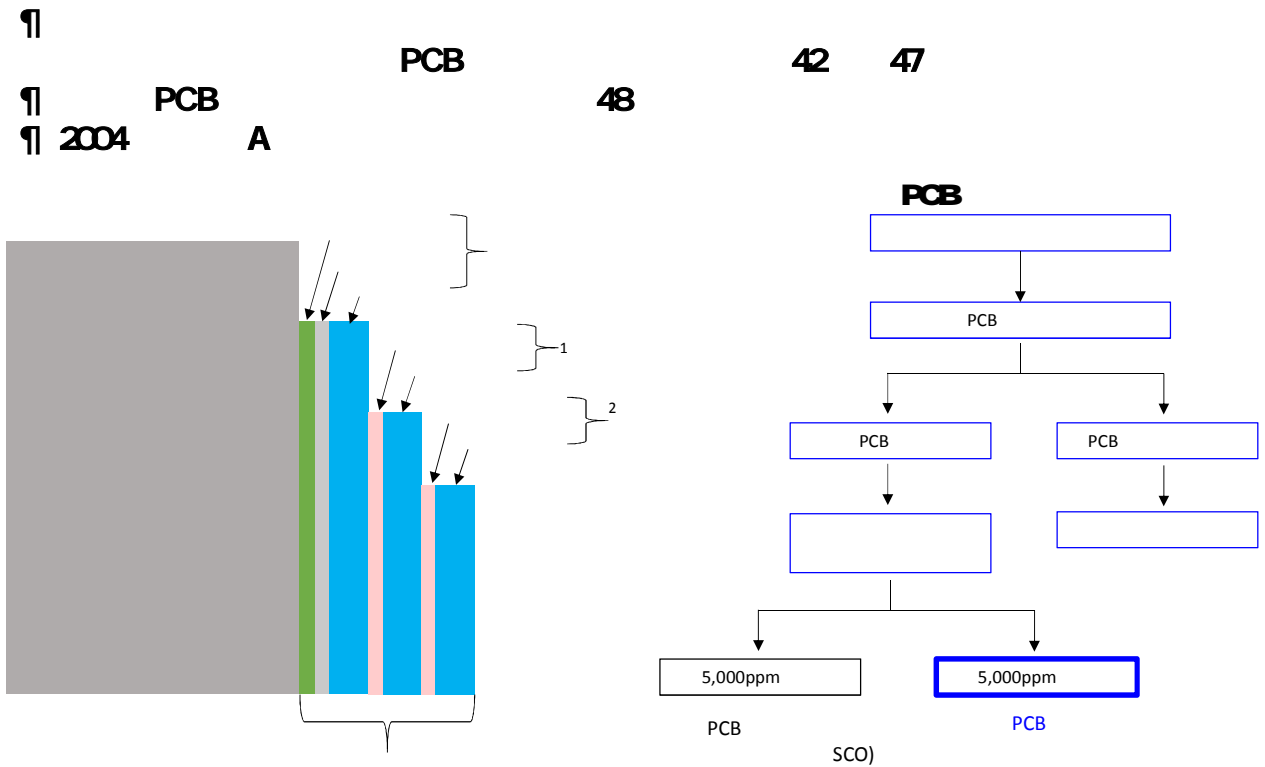 ¶
PCB 42 47
¶ PCB 48
¶ 2004 A
PCB
PCB
1
2
PCB PCB
5,000ppm 5,000ppm
PCB PCB
SCO)